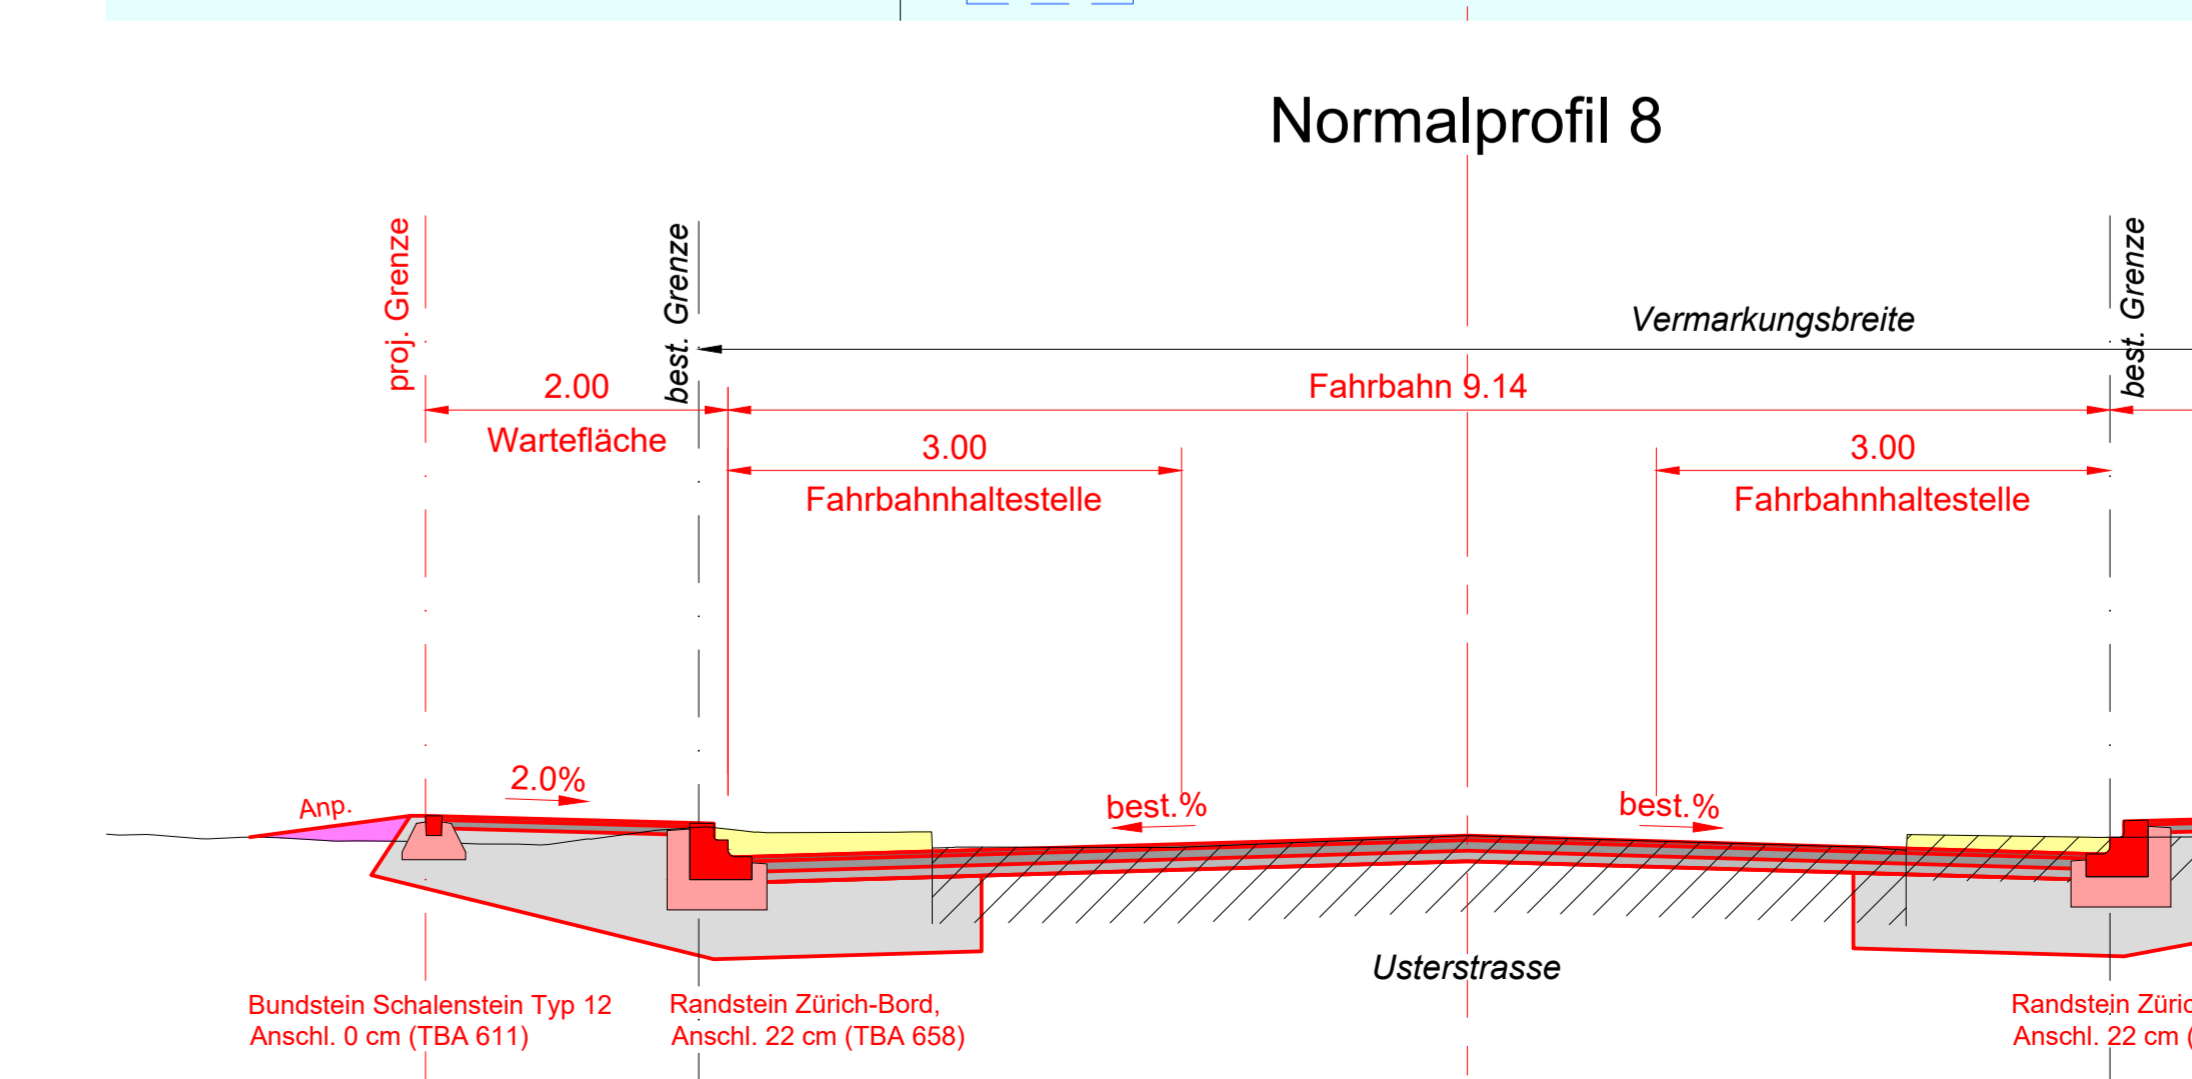 Normalprofil 8
proj. Grenze
best. Grenze
best. Grenze
Vermarkungsbreite
2.00
Wartefläche
Fahrbahn 9.14
3.00
Fahrbahnhaltestelle
3.00
Fahrbahnhaltestelle
Anp.
2.0%
best.%
best.%
Usterstrasse
Bundstein Schalenstein Typ 12
Anschl. 0 cm (TBA 611)
Randstein Zürich-Bord,
Anschl. 22 cm (TBA 658)
Randstein Züric
Anschl. 22 cm (